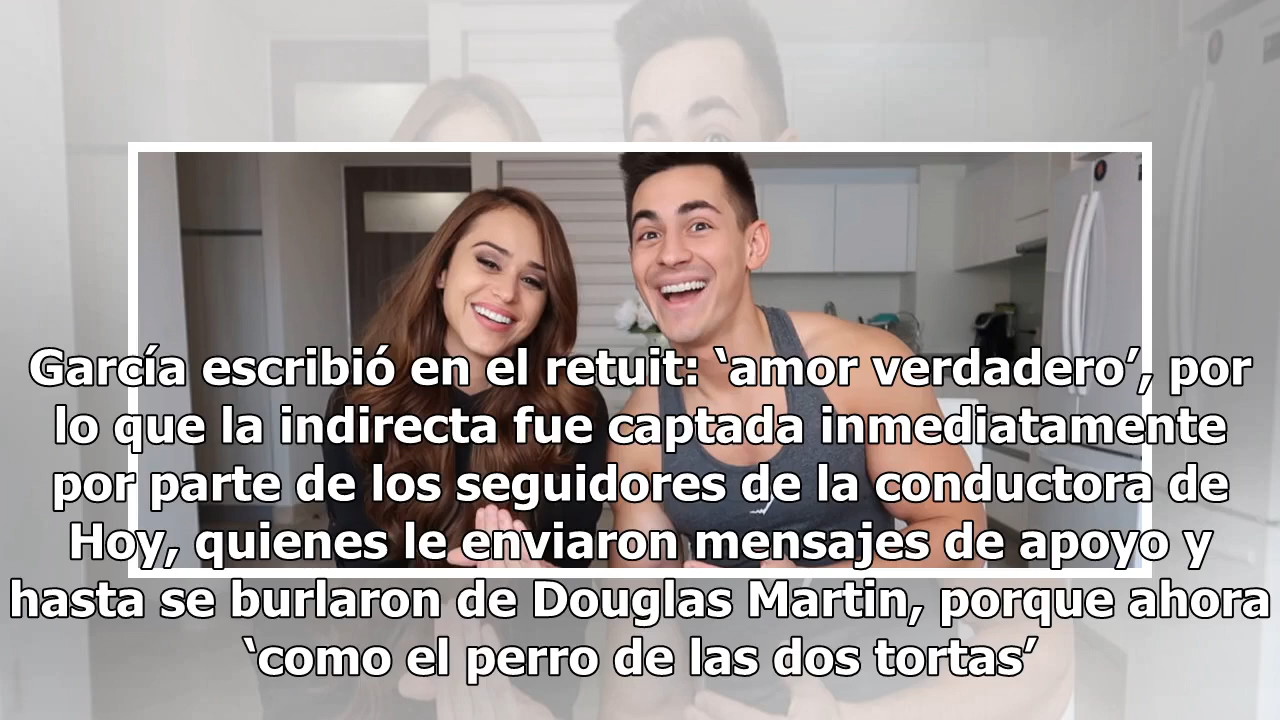 García escribió en el retuit: ‘amor verdadero’, por
lo que la indirecta fue captada inmediatamente
por parte de los seguidores de la conductora de
Hoy, quienes le enviaron mensajes de apoyo y
hasta se burlaron de Douglas Martin, porque ahora
‘como el perro de las dos tortas’